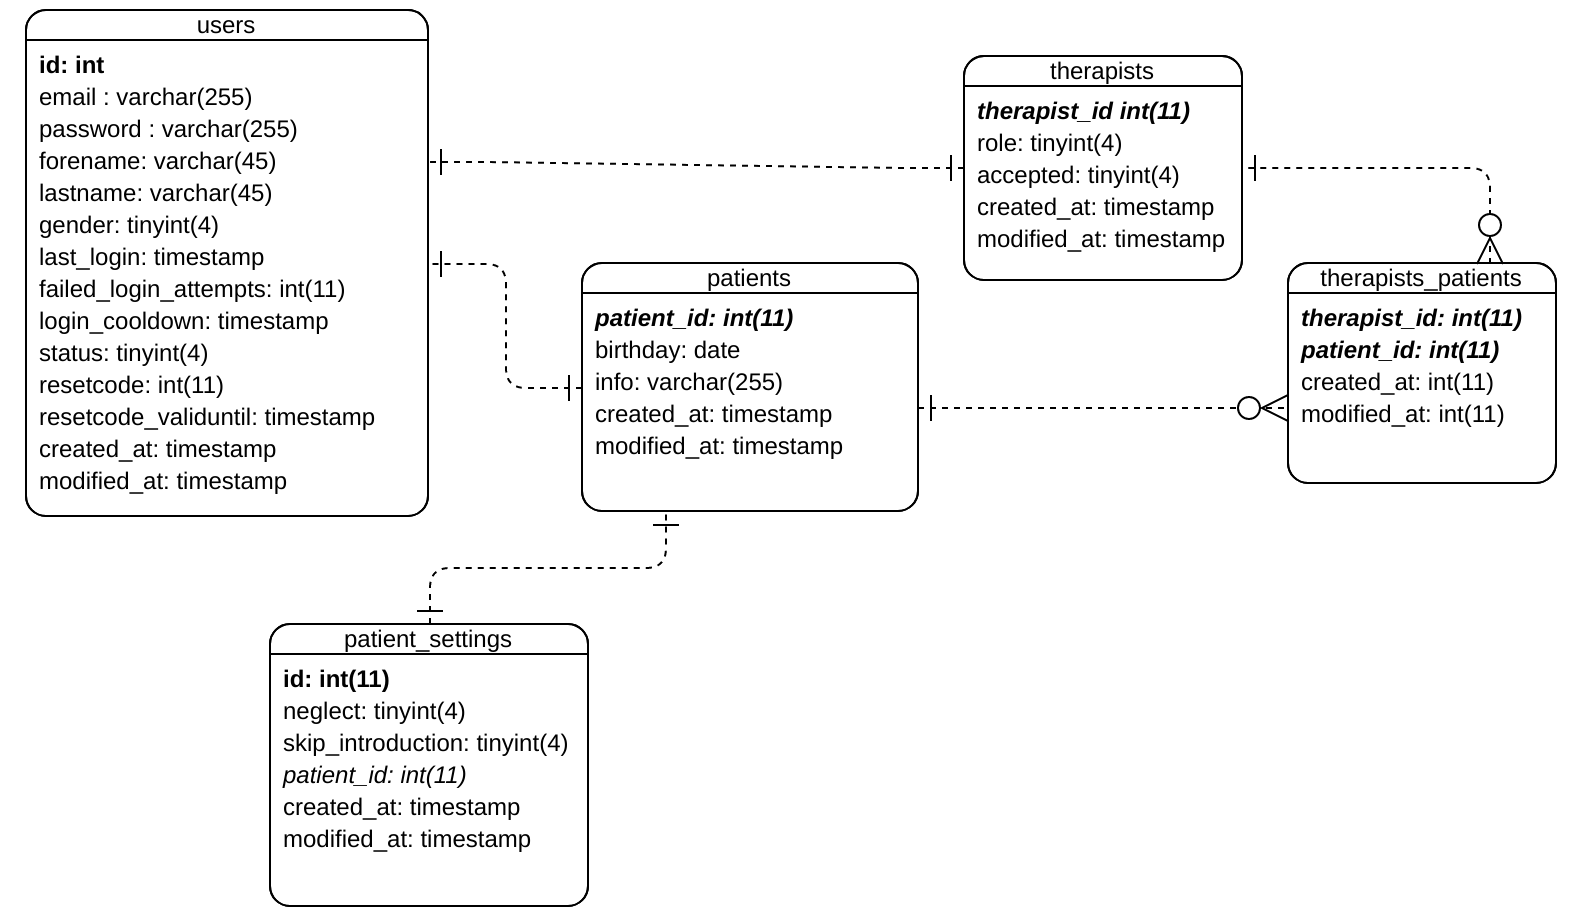 users
id: int
email : varchar(255)
password : varchar(255)
forename: varchar(45)
lastname: varchar(45)
gender: tinyint(4)
last_login: timestamp
failed_login_attempts: int(11)
login_cooldown: timestamp
status: tinyint(4)
resetcode: int(11)
resetcode_validuntil: timestamp
created_at: timestamp
modified_at: timestamp
therapists
therapist_id int(11)
role: tinyint(4)
accepted: tinyint(4)
created_at: timestamp
modified_at: timestamp
patients
patient_id: int(11)
birthday: date
info: varchar(255)
created_at: timestamp
modified_at: timestamp
therapists_patients
therapist_id: int(11)
patient_id: int(11)
created_at: int(11)
modified_at: int(11)
patient_settings
id: int(11)
neglect: tinyint(4)
skip_introduction: tinyint(4)
patient_id: int(11)
created_at: timestamp
modified_at: timestamp